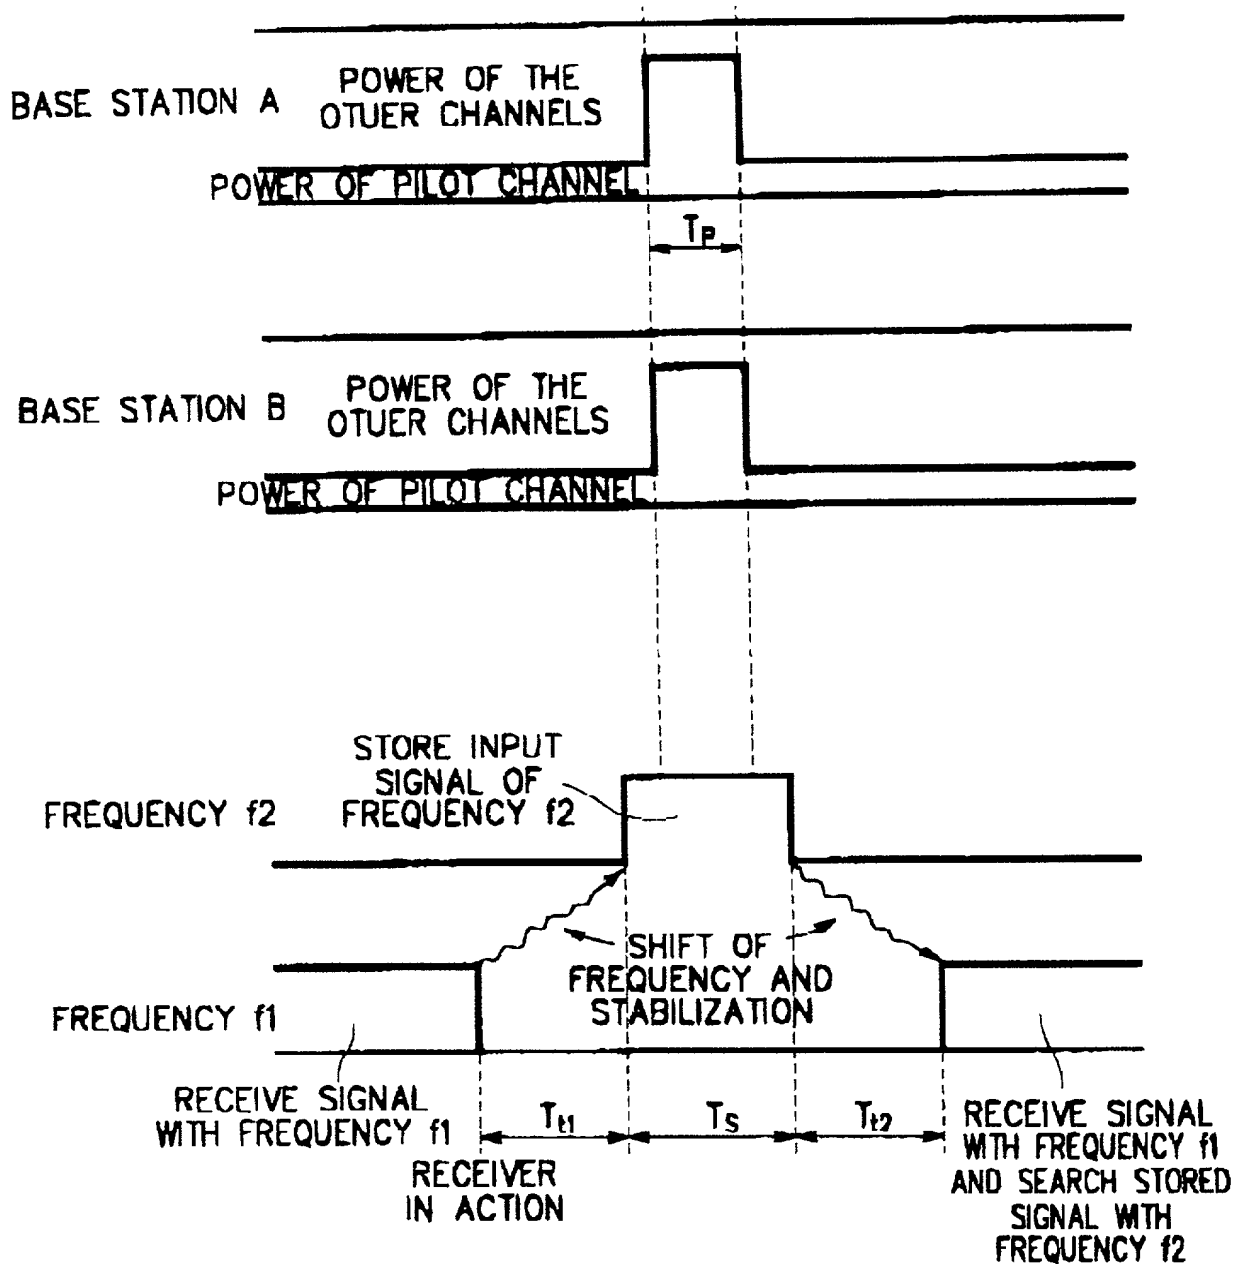 BASE STATION A
POWER OF THE
OTUER CHANNELS
POWER OF PILOT CHANNEL
TP
BASE STATION B
POWER OF THE
OTUER CHANNELS
POWER OF PILOT CHANNEL
STORE INPUT
SIGNAL OF
FREQUENCY f2
FREQUENCY f2
SHIFT OF
FREQUENCY AND
STABILIZATION
FREQUENCY f1
RECEIVE SIGNAL
WITH FREQUENCY f1
Tt1
TS
Tt2
RECEIVER
IN ACTION
RECEIVE SIGNAL
WITH FREQUENCY f1
AND SEARCH STORED
SIGNAL WITH
FREQUENCY f2